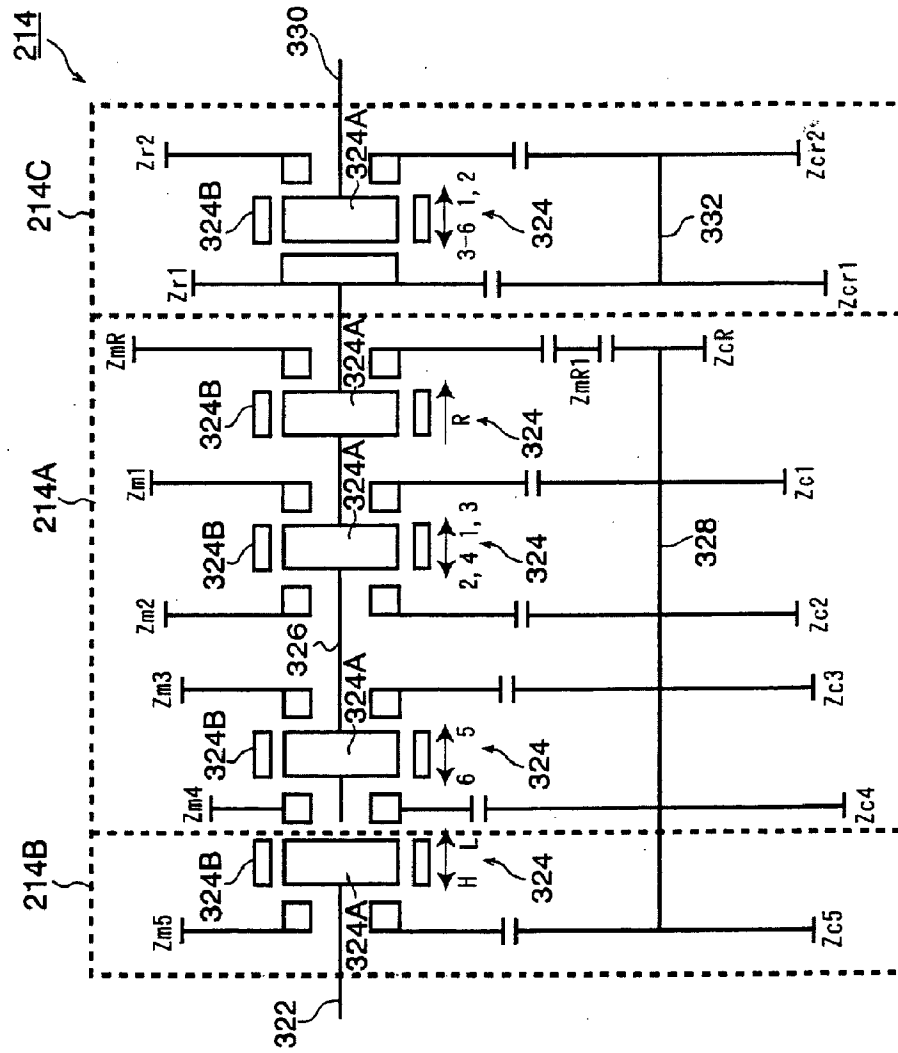 214
214B
214A
214C
Zm5
Zm4
Zm3
Zm2
Zm1
ZmR
Zr1
Zr2
324B
324B
324B
324B
324B
322
324A
324A
326
324A
324A
324A
330
H L
6 5
2, 4 1, 3
R
3-6 1, 2
324
324
324
324
324
ZmR1
328
332
Zc5
Zc4
Zc3
Zc2
Zc1
ZcR
Zcr1
Zcr2